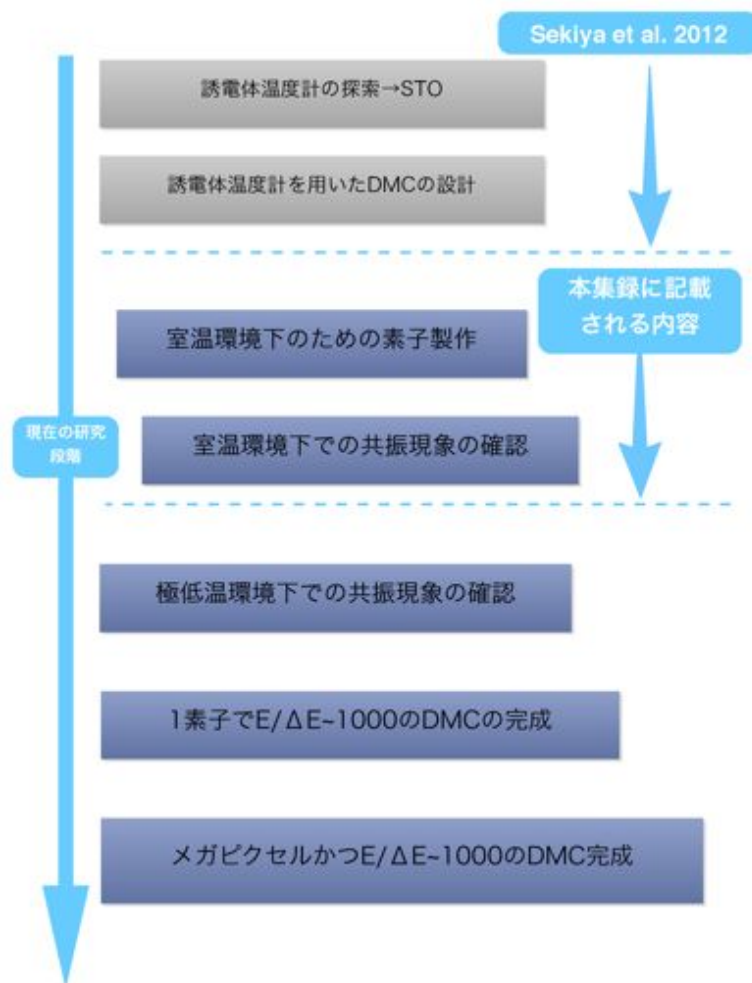 Sekiya et al. 2012
誘電体温度計の探索→STO
誘電体温度計を用いたDMCの設計
本集録に記載
される内容
室温環境下のための素子製作
現在の研究
段階
室温環境下での共振現象の確認
極低温環境下での共振現象の確認
1素子でE/ΔE~1000のDMCの完成
メガピクセルかつE/ΔE~1000のDMC完成